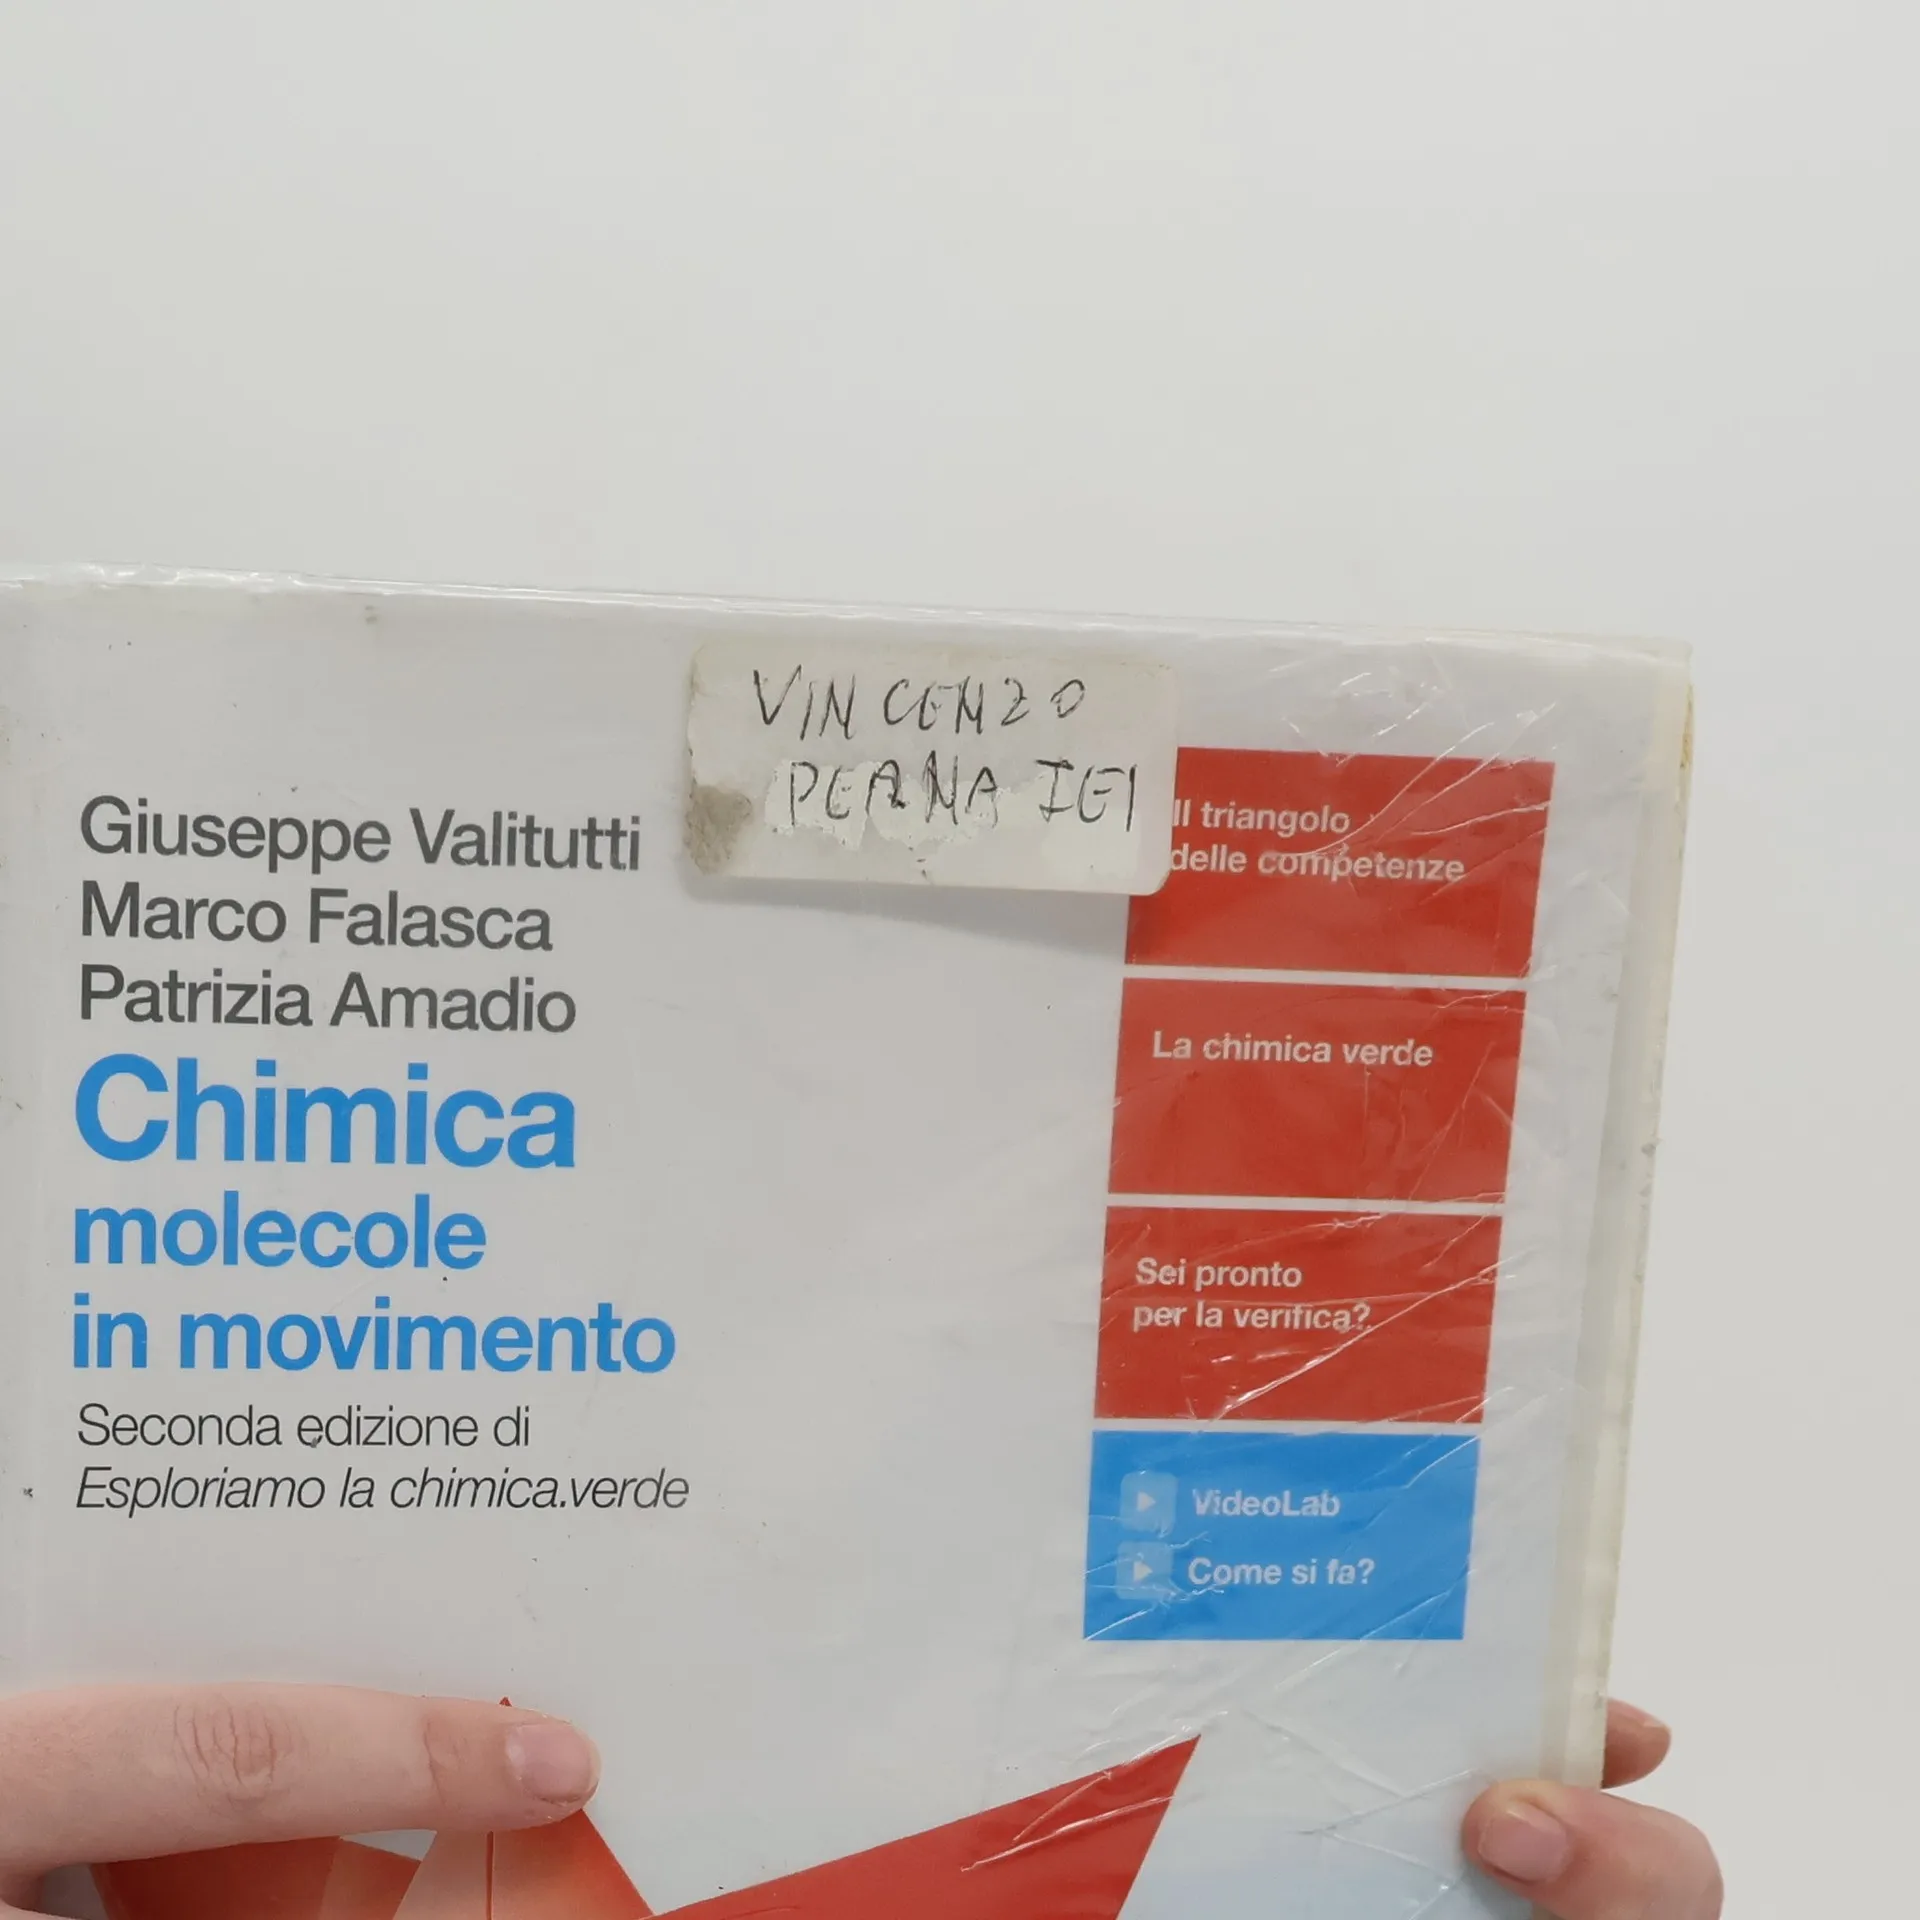 VINCENZO
PERNA IEI
Giuseppe Valitutti
Marco Falasca
Patrizia Amadio
Chimica
molecole
in movimento
Seconda edizione di
Esploriamo la chimica.verde
Il triangolo
delle competenze
La chimica verde
Sei pronto
per la verifica?
VideoLab
Come si fa?